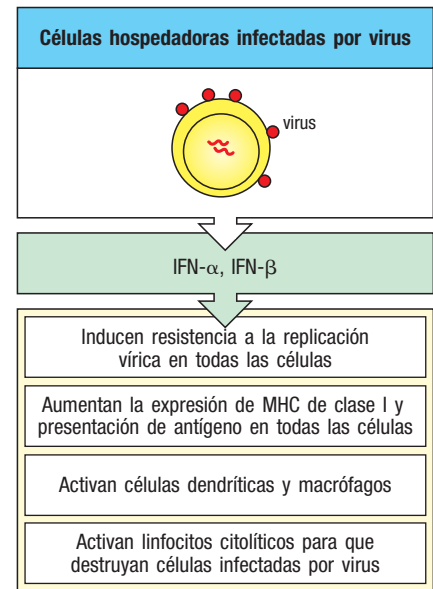 Células hospedadoras infectadas por virus
virus
IFN-α, IFN-β
Inducen resistencia a la replicación
vírica en todas las células
Aumentan la expresión de MHC de clase I y
presentación de antígeno en todas las células
Activan células dendríticas y macrófagos
Activan linfocitos citolíticos para que
destruyan células infectadas por virus